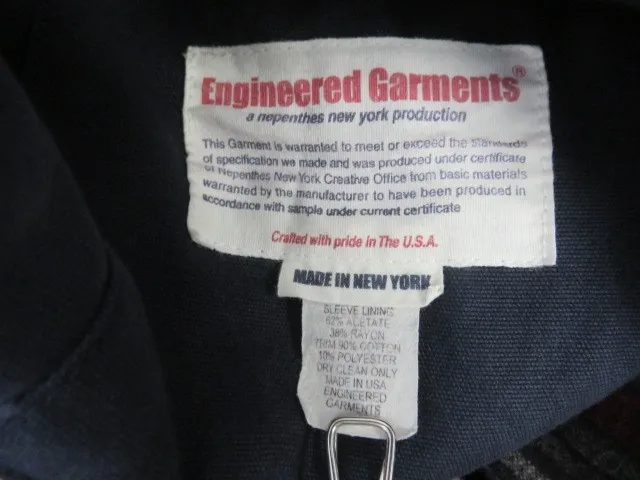 Engineered Garments®
a nepenthes new york production
This Garment is warranted to meet or exceed the standards
of specification we made and was produced under certificate
of Nepenthes New York Creative Office from basic materials
warranted by the manufacturer to have been produced in
accordance with sample under current certificate
Crafted with pride in The U.S.A.
MADE IN NEW YORK
SLEEVE LINING
62% ACETATE
38% RAYON
TRIM 90% COTTON
10% POLYESTER
DRY CLEAN ONLY
MADE IN USA
ENGINEERED
GARMENTS